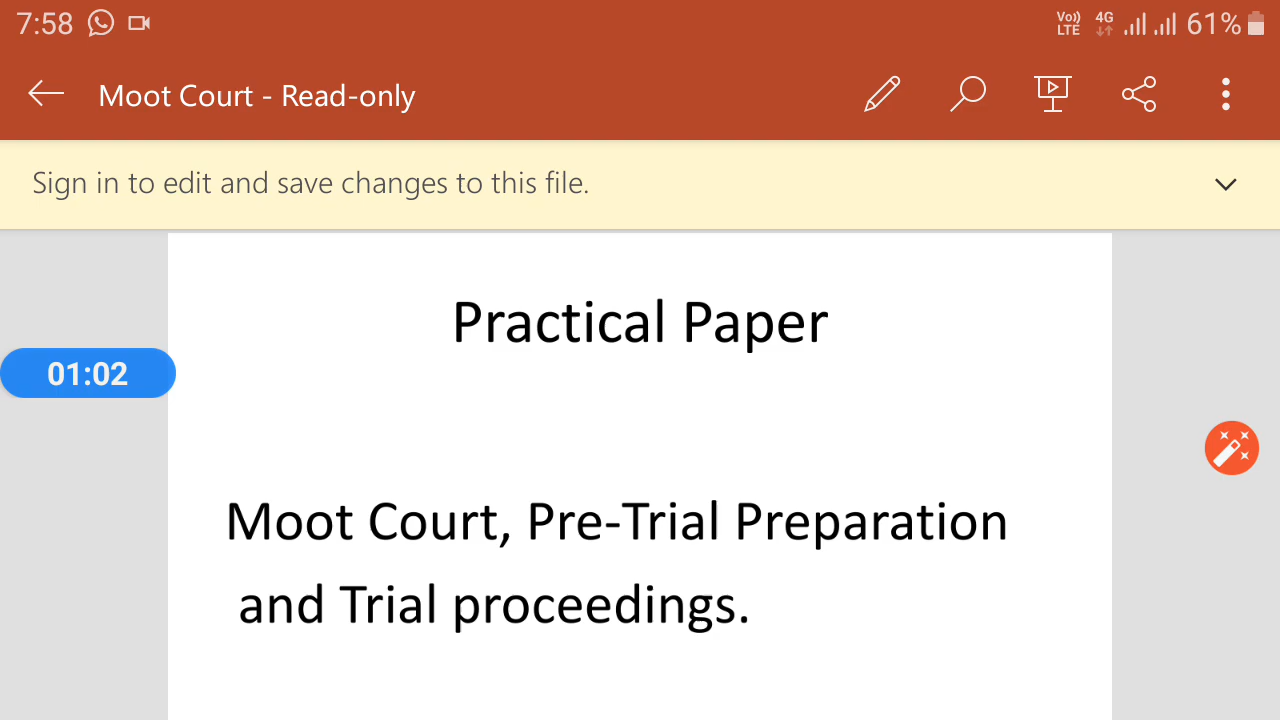 7:58 Vo)) LTE 4G 61%
Moot Court - Read-only
Sign in to edit and save changes to this file.
Practical Paper
01:02
Moot Court, Pre-Trial Preparation
and Trial proceedings.